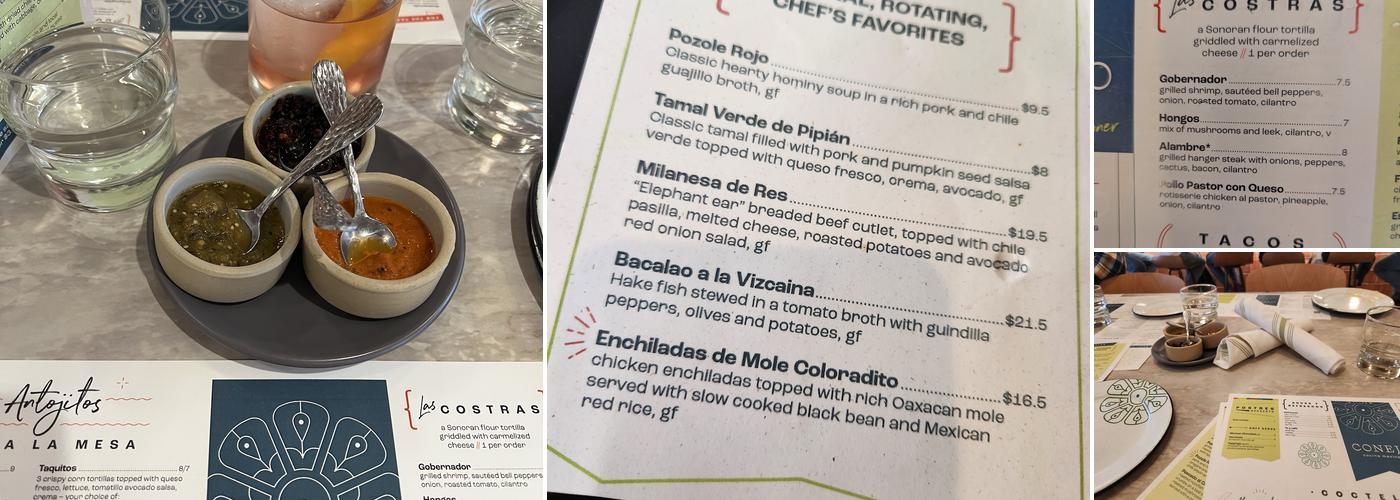 FOR THE TAB
Antojitos
A LA MESA
9 Taquitos 8/7
3 crispy corn tortillas topped with queso
fresco, lettuce, tomatillo avocado salsa,
crema – your choice of:
Las COSTRAS
a Sonoran flour tortilla
griddled with carmelized
cheese // 1 per order
Gobernador
grilled shrimp, sautéed bell peppers,
onion, roasted tomato, cilantro
Hongos
ROTATING,
CHEF'S FAVORITES
Pozole Rojo $9.5
Classic hearty hominy soup in a rich pork and chile
guajillo broth, gf
Tamal Verde de Pipián $8
Classic tamal filled with pork and pumpkin seed salsa
verde topped with queso fresco, crema, avocado, gf
Milanesa de Res $19.5
"Elephant ear" breaded beef cutlet, topped with chile
pasilla, melted cheese, roasted potatoes and avocado
red onion salad, gf
Bacalao a la Vizcaina $21.5
Hake fish stewed in a tomato broth with guindilla
peppers, olives and potatoes, gf
Enchiladas de Mole Coloradito $16.5
chicken enchiladas topped with rich Oaxacan mole
served with slow cooked black bean and Mexican
red rice, gf
Las COSTRAS
a Sonoran flour tortilla
griddled with carmelized
cheese // 1 per order
Gobernador 7.5
grilled shrimp, sautéed bell peppers,
onion, roasted tomato, cilantro
Hongos 7
mix of mushrooms and leek, cilantro, v
Alambre* 8
grilled hanger steak with onions, peppers,
cactus, bacon, cilantro
Pollo Pastor con Queso 7.5
rotisserie chicken al pastor, pineapple,
onion, cilantro
TACOS
POSTRES
CONEJ
COSTR